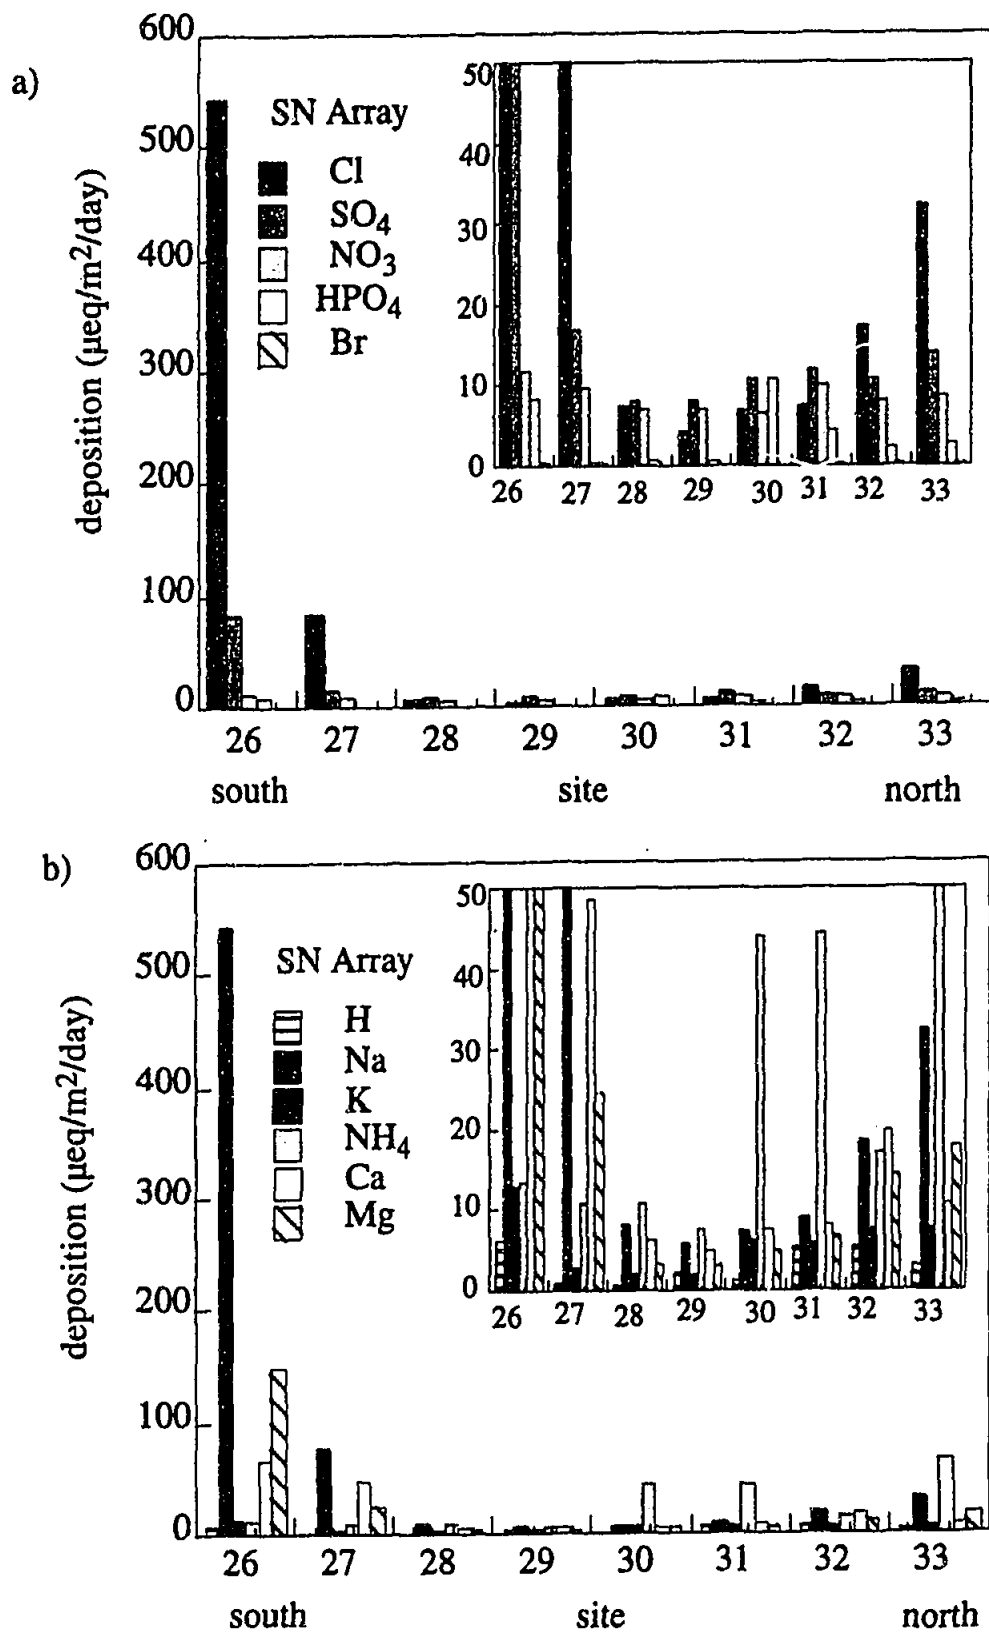 a)
deposition (µeq/m²/day)
600
500
400
300
200
100
0
SN Array
Cl
SO₄
NO₃
HPO₄
Br
50
40
30
20
10
0
26 27 28 29 30 31 32 33
26 27 28 29 30 31 32 33
south site north
b)
deposition (µeq/m²/day)
600
500
400
300
200
100
0
SN Array
H
Na
K
NH₄
Ca
Mg
50
40
30
20
10
0
26 27 28 29 30 31 32 33
26 27 28 29 30 31 32 33
south site north